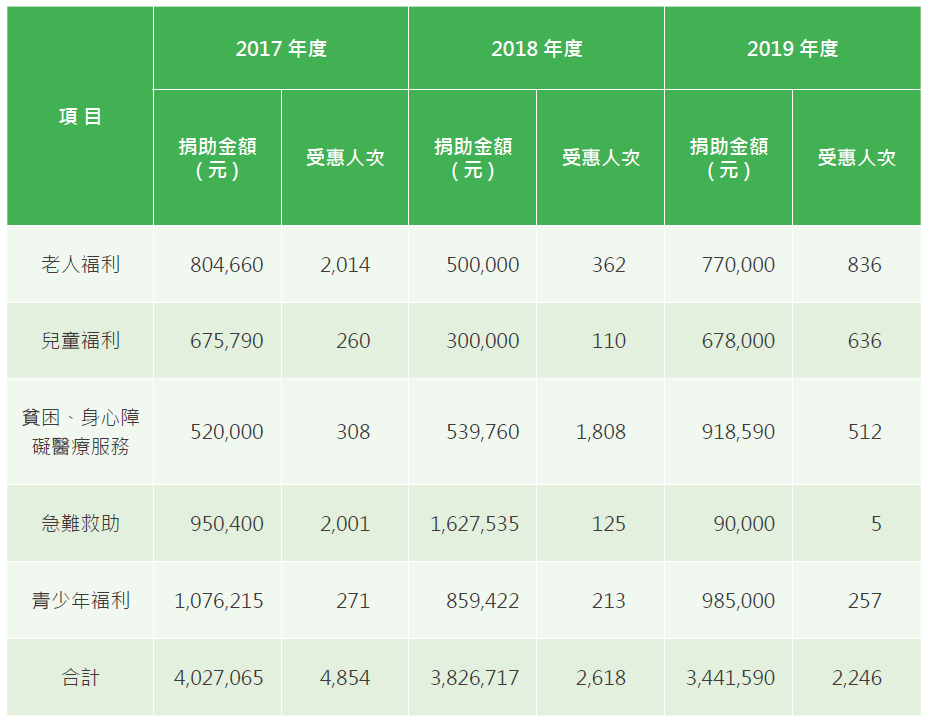 項目 2017 年度 2018 年度 2019 年度
捐助金額 受惠人次 捐助金額 受惠人次 捐助金額 受惠人次
(元) (元) (元)
老人福利 804,660 2,014 500,000 362 770,000 836
兒童福利 675,790 260 300,000 110 678,000 636
貧困、身心障
礙醫療服務 520,000 308 539,760 1,808 918,590 512
急難救助 950,400 2,001 1,627,535 125 90,000 5
青少年福利 1,076,215 271 859,422 213 985,000 257
合計 4,027,065 4,854 3,826,717 2,618 3,441,590 2,246